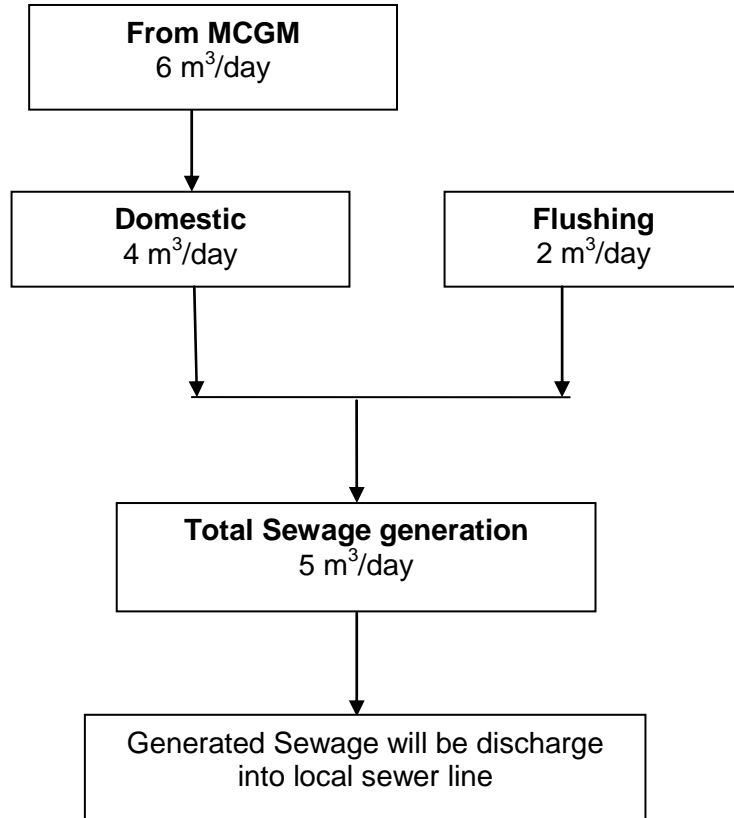 From MCGM
6 m³/day
Domestic
4 m³/day
Flushing
2 m³/day
Total Sewage generation
5 m³/day
Generated Sewage will be discharge
into local sewer line